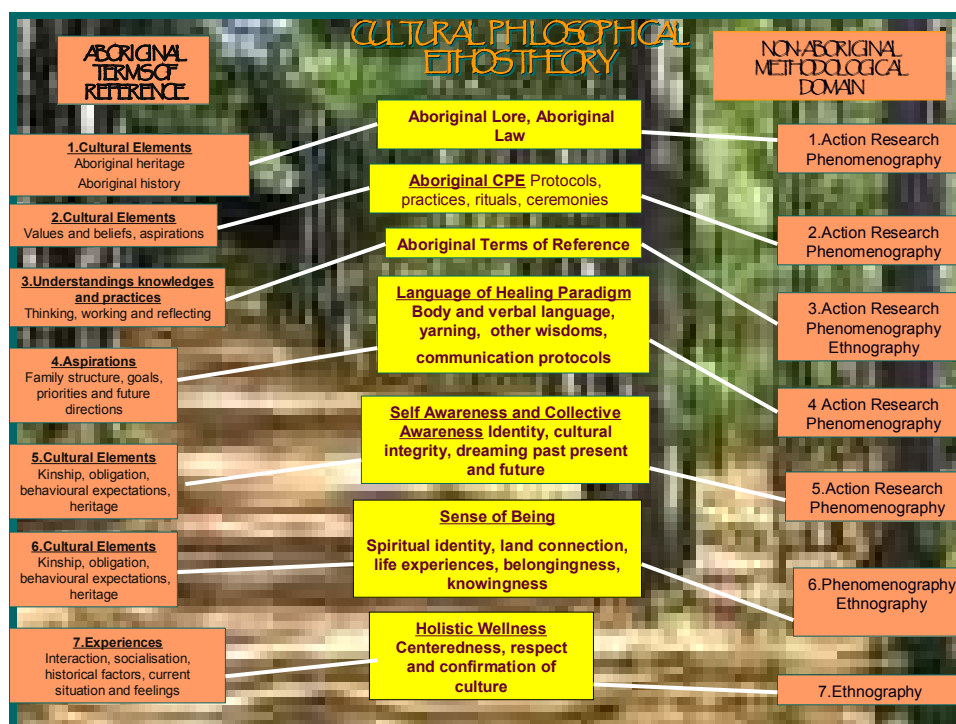 CULTURAL PHILOSOPHICAL
ETHOS THEORY
ABORIGINAL
TERMS OF
REFERENCE
1.Cultural Elements
Aboriginal heritage
Aboriginal history
2.Cultural Elements
Values and beliefs, aspirations
3.Understandings knowledges
and practices
Thinking, working and reflecting
4.Aspirations
Family structure, goals,
priorities and future
directions
5.Cultural Elements
Kinship, obligation,
behavioural expectations,
heritage
6.Cultural Elements
Kinship, obligation,
behavioural expectations,
heritage
7.Experiences
Interaction, socialisation,
historical factors, current
situation and feelings
Aboriginal Lore, Aboriginal
Law
Aboriginal CPE Protocols,
practices, rituals, ceremonies
Aboriginal Terms of Reference
Language of Healing Paradigm
Body and verbal language,
yarning, other wisdoms,
communication protocols
Self Awareness and Collective
Awareness Identity, cultural
integrity, dreaming past present
and future
Sense of Being
Spiritual identity, land connection,
life experiences, belongingness,
knowingness
Holistic Wellness
Centeredness, respect
and confirmation of
culture
NON-ABORIGINAL
METHODOLOGICAL
DOMAIN
1.Action Research
Phenomenography
2.Action Research
Phenomenography
3.Action Research
Phenomenography
Ethnography
4 Action Research
Phenomenography
5.Action Research
Phenomenography
6.Phenomenography
Ethnography
7.Ethnography